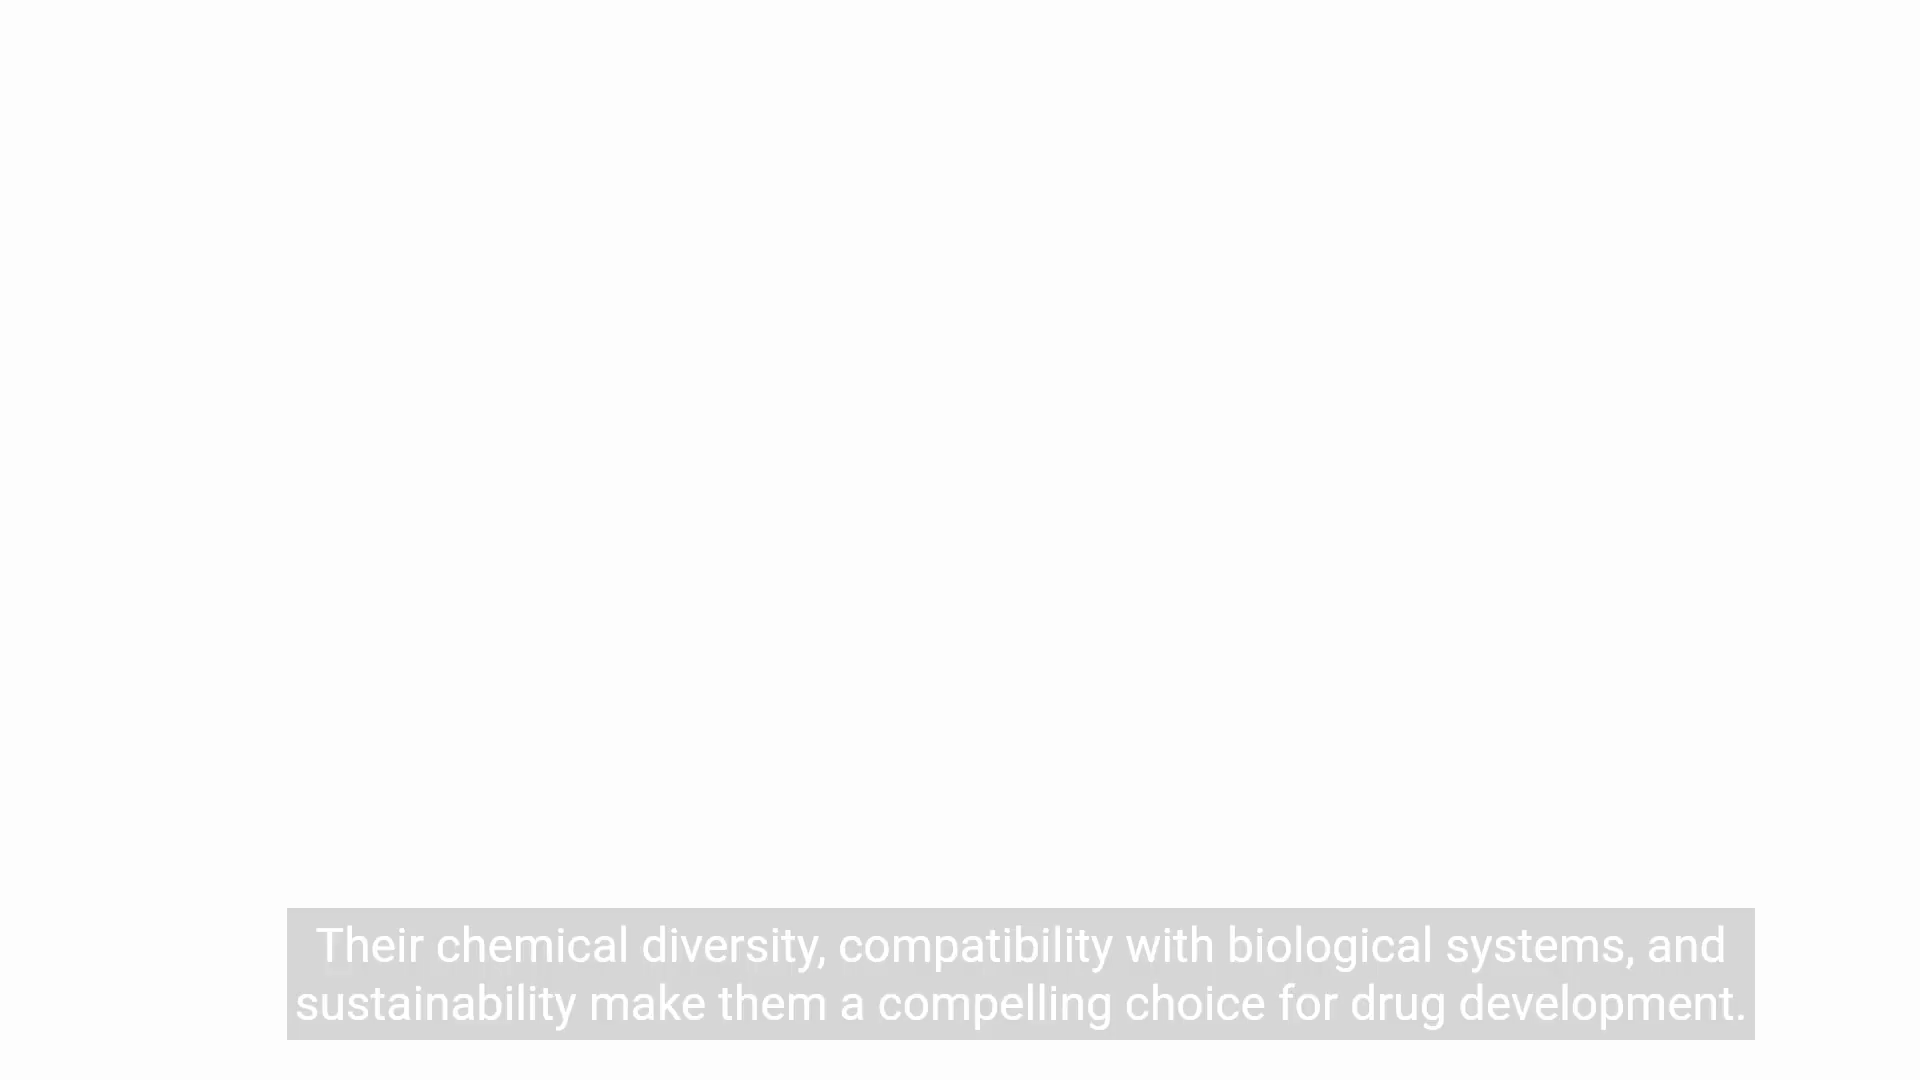 Their chemical diversity, compatibility with biological systems, and
sustainability make them a compelling choice for drug development.